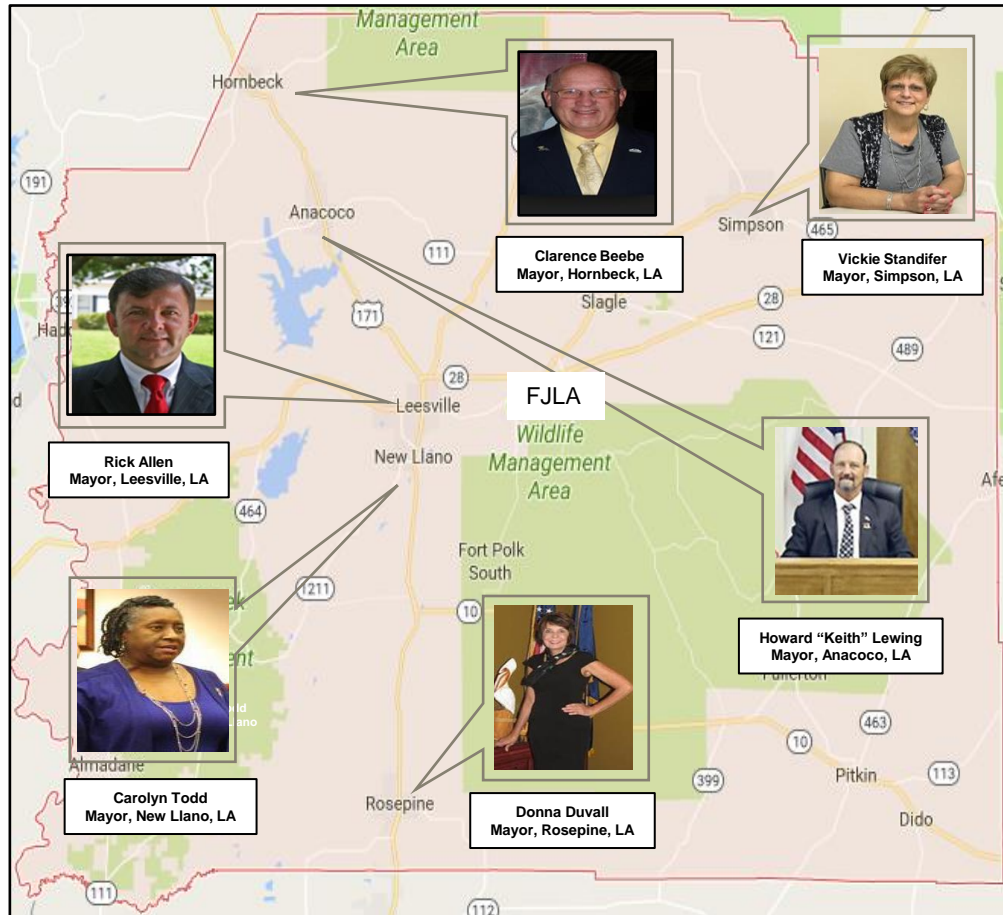 Management
Area
Hornbeck
191
Anacoco
111
Simpson
465
Clarence Beebe
Mayor, Hornbeck, LA
Vickie Standifer
Mayor, Simpson, LA
Slagle
28
171
121
489
28
FJLA
Leesville
Rick Allen
Mayor, Leesville, LA
New Llano
Wildlife
Management
Area
464
Fort Polk
South
1211
10
Howard “Keith” Lewing
Mayor, Anacoco, LA
Fullerton
463
10
Almadane
399
Pitkin
113
Carolyn Todd
Mayor, New Llano, LA
Rosepine
Donna Duvall
Mayor, Rosepine, LA
Dido
111
112